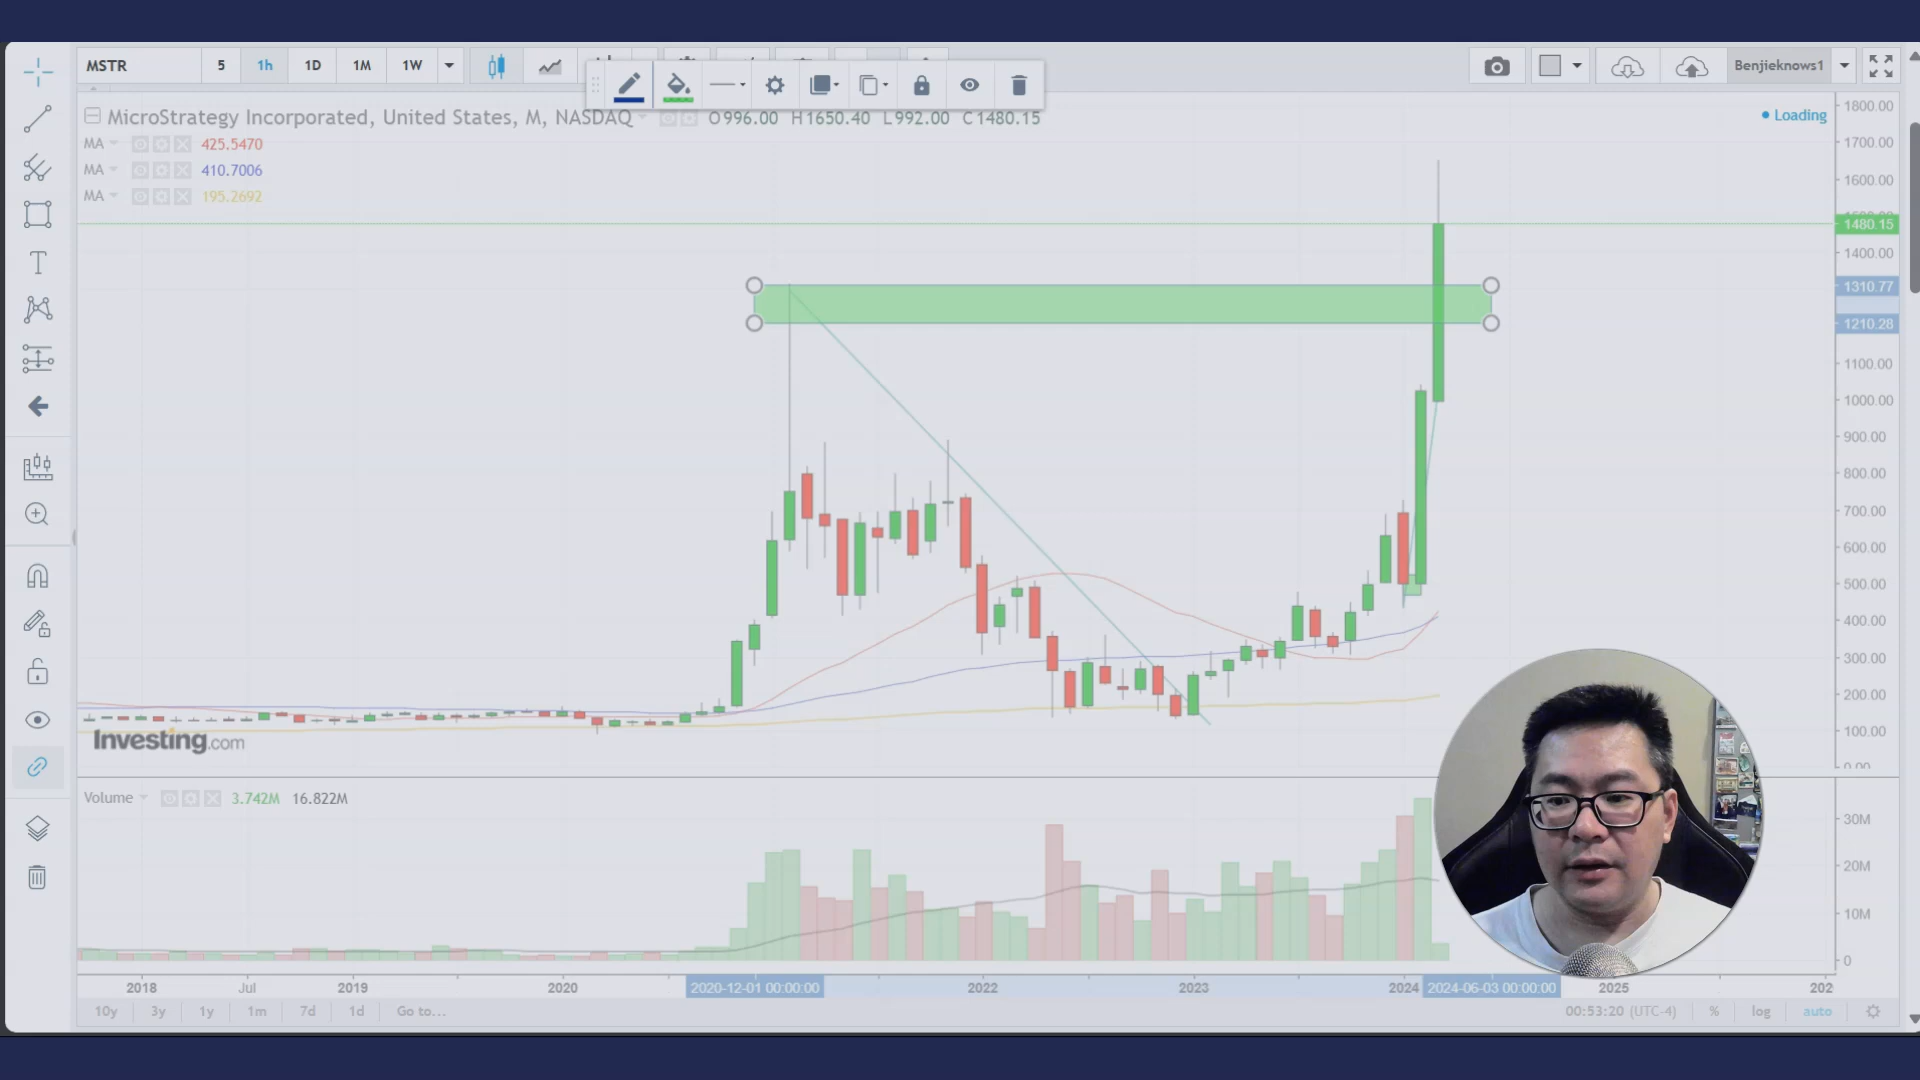 MSTR 5 1h 1D 1M 1W
Benjieknows1
MicroStrategy Incorporated, United States, M, NASDAQ O996.00 H1650.40 L992.00 C1480.15
Loading
MA 425.5470
MA 410.7006
MA 195.2692
1800.00
1700.00
1600.00
1480.15
1400.00
1310.77
1210.28
1100.00
1000.00
900.00
800.00
700.00
600.00
500.00
400.00
300.00
200.00
100.00
0.00
Investing.com
Volume 3.742M 16.822M
30M
20M
10M
0
2018 Jul 2019 2020 2020-12-01 00:00:00 2022 2023 2024 2024-06-03 00:00:00 2025 202
10y 3y 1y 1m 7d 1d Go to... 00:53:20 (UTC-4) % log auto